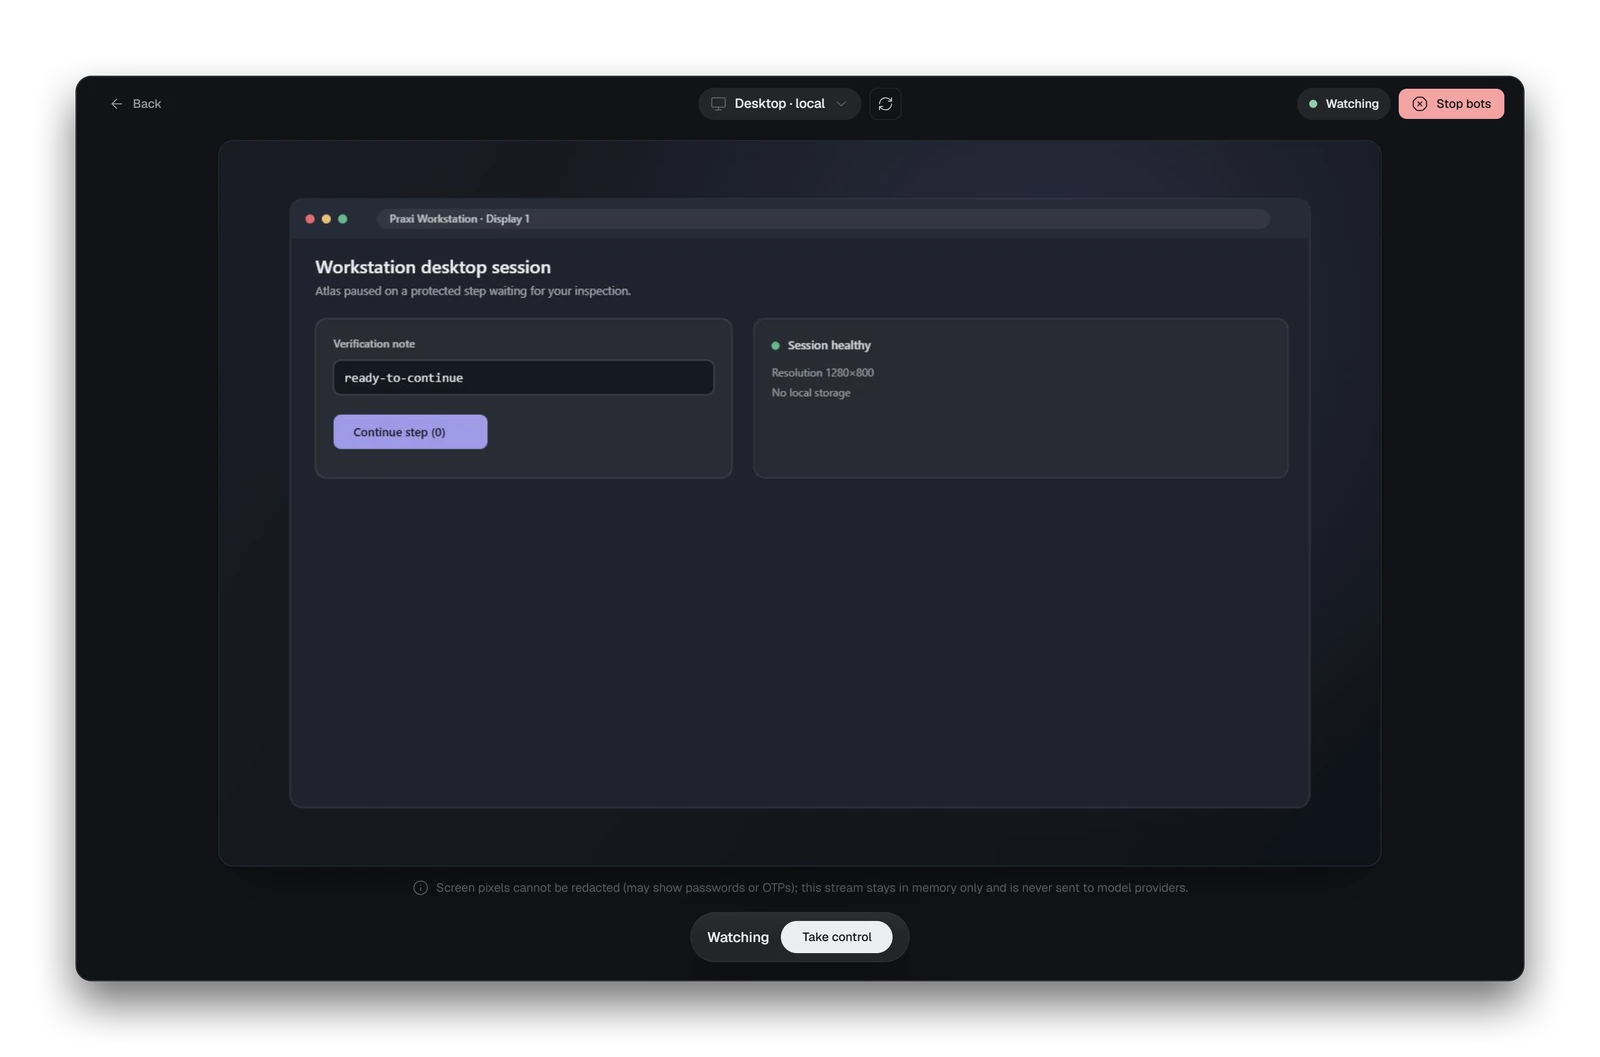 Back
Desktop · local
Watching
Stop bots
Praxi Workstation · Display 1
Workstation desktop session
Atlas paused on a protected step waiting for your inspection.
Verification note
ready-to-continue
Continue step (0)
Session healthy
Resolution 1280×800
No local storage
Screen pixels cannot be redacted (may show passwords or OTPs); this stream stays in memory only and is never sent to model providers.
Watching
Take control